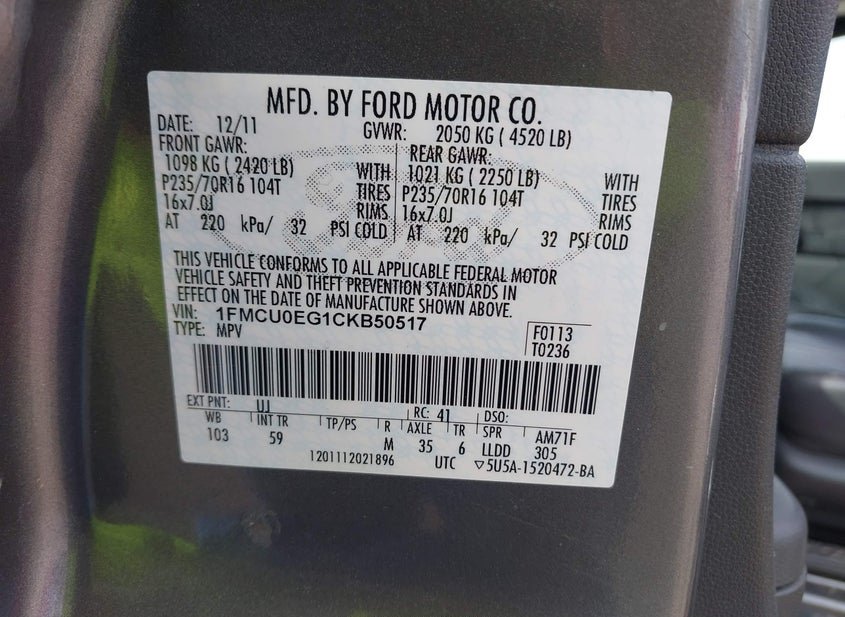 MFD. BY FORD MOTOR CO.
DATE: 12/11 GVWR: 2050 KG ( 4520 LB)
FRONT GAWR: REAR GAWR:
1098 KG ( 2420 LB) WITH 1021 KG ( 2250 LB) WITH
P235/70R16 104T TIRES P235/70R16 104T TIRES
16x7.0J RIMS 16x7.0J RIMS
AT 220 kPa/ 32 PSI COLD AT 220 kPa/ 32 PSI COLD
THIS VEHICLE CONFORMS TO ALL APPLICABLE FEDERAL MOTOR
VEHICLE SAFETY AND THEFT PREVENTION STANDARDS IN
EFFECT ON THE DATE OF MANUFACTURE SHOWN ABOVE.
VIN: 1FMCU0EG1CKB50517
TYPE: MPV F0113
T0236
EXT PNT: UJ RC: 41 DSO:
WB INT TR TP/PS R AXLE TR SPR AM71F
103 59 M 35 6 LLDD 305
1201112021896 UTC ▽5U5A-1520472-BA